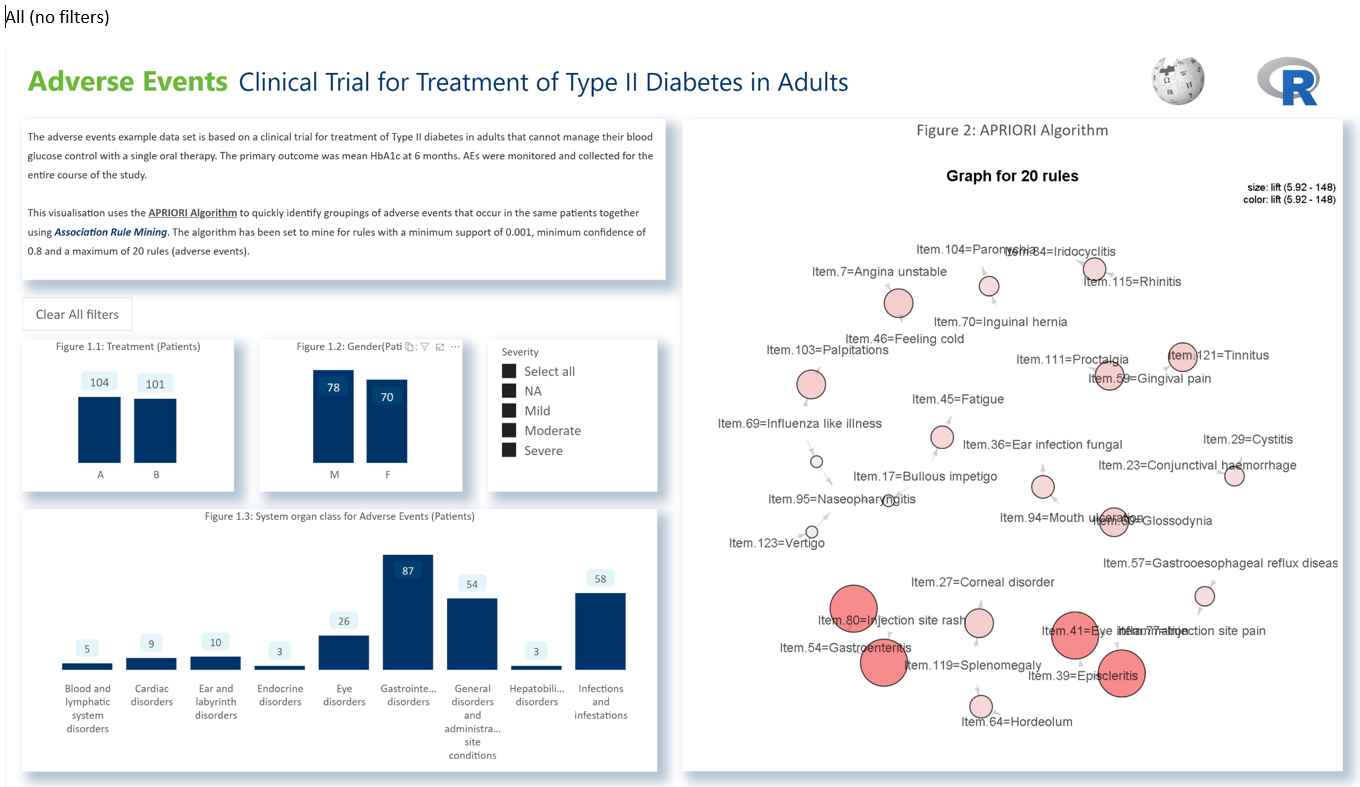 All (no filters)
Adverse Events Clinical Trial for Treatment of Type II Diabetes in Adults
The adverse events example data set is based on a clinical trial for treatment of Type II diabetes in adults that cannot manage their blood
glucose control with a single oral therapy. The primary outcome was mean HbA1c at 6 months. AEs were monitored and collected for the
entire course of the study.
This visualisation uses the APRIORI Algorithm to quickly identify groupings of adverse events that occur in the same patients together
using Association Rule Mining. The algorithm has been set to mine for rules with a minimum support of 0.001, minimum confidence of
0.8 and a maximum of 20 rules (adverse events).
Clear All filters
Figure 1.1: Treatment (Patients)
104
101
A
B
Figure 1.2: Gender(Pati
78
70
M
F
Severity
Select all
NA
Mild
Moderate
Severe
Figure 1.3: System organ class for Adverse Events (Patients)
5
9
10
3
26
87
54
3
58
Blood and
lymphatic
system
disorders
Cardiac
disorders
Ear and
labyrinth
disorders
Endocrine
disorders
Eye
disorders
Gastrointe...
disorders
General
disorders
and
administra...
site
conditions
Hepatobili...
disorders
Infections
and
infestations
R
Figure 2: APRIORI Algorithm
Graph for 20 rules
size: lift (5.92 - 148)
color: lift (5.92 - 148)
Item.104=Paronychia
Item.84=Iridocyclitis
Item.7=Angina unstable
Item.115=Rhinitis
Item.70=Inguinal hernia
Item.46=Feeling cold
Item.103=Palpitations
Item.111=Proctalgia
Item.121=Tinnitus
Item.59=Gingival pain
Item.45=Fatigue
Item.69=Influenza like illness
Item.36=Ear infection fungal
Item.29=Cystitis
Item.23=Conjunctival haemorrhage
Item.17=Bullous impetigo
Item.95=Naseopharyngitis
Item.94=Mouth ulceration
Item.60=Glossodynia
Item.123=Vertigo
Item.57=Gastrooesophageal reflux diseas
Item.27=Corneal disorder
Item.80=Injection site rash
Item.41=Eye inflammation
Item.77=Injection site pain
Item.54=Gastroenteritis
Item.119=Splenomegaly
Item.39=Episcleritis
Item.64=Hordeolum